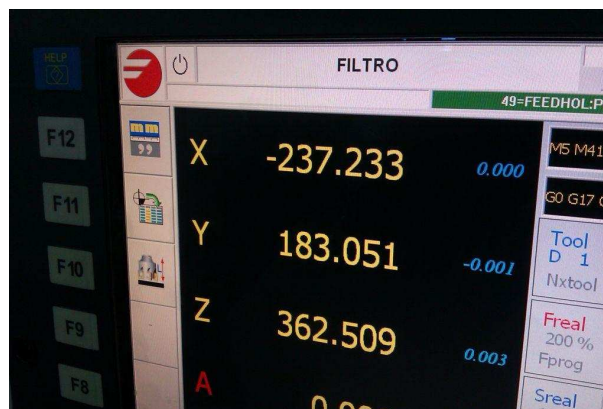 HELP
FILTRO
49=FEEDHOL:P
F12
X -237.233 0.000
M5 M41
F11
G0 G17
Y 183.051 -0.001
Tool
D 1
Nxtool
F10
Z 362.509 0.003
Freal
200 %
Fprog
F9
A
Sreal
F8